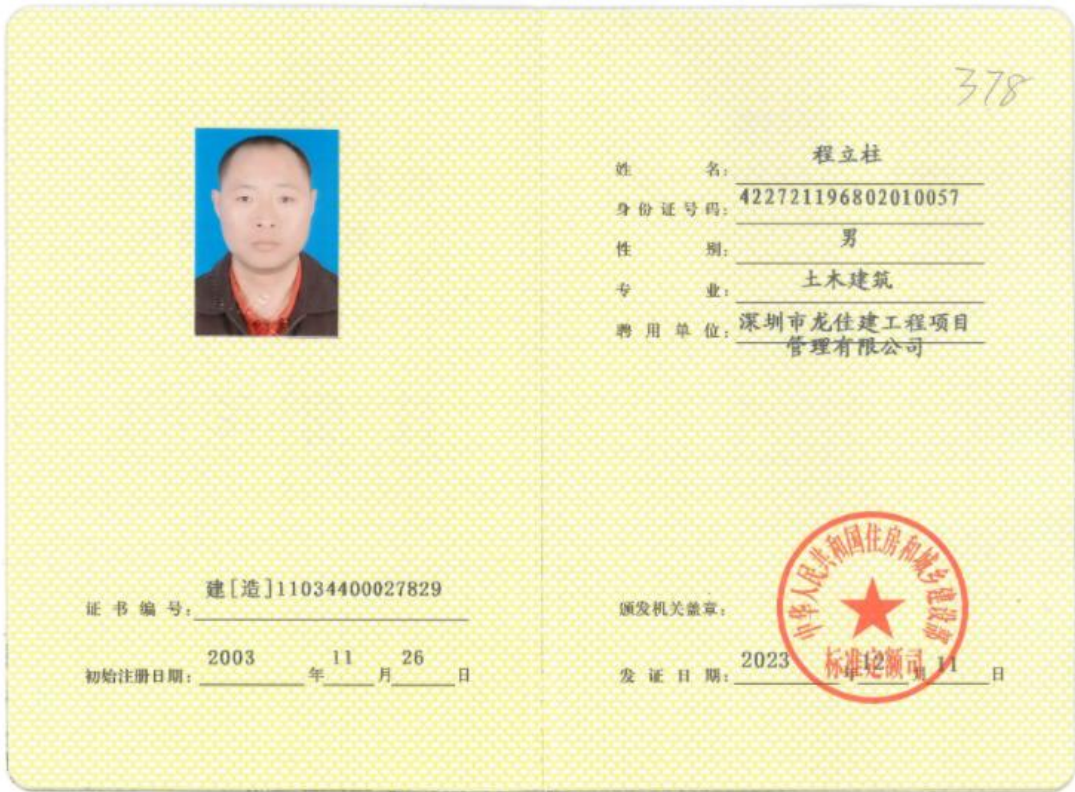 378
姓 名: 程立柱
身份证号码: 422721196802010057
性 别: 男
专 业: 土木建筑
聘用单位: 深圳市龙佳建工程项目
管理有限公司
证书编号: 建[造]11034400027829
初始注册日期: 2003 年 11 月 26 日
颁发机关盖章:
中华人民共和国住房和城乡建设部
标准定额司
发证日期: 2023 年 12 月 11 日